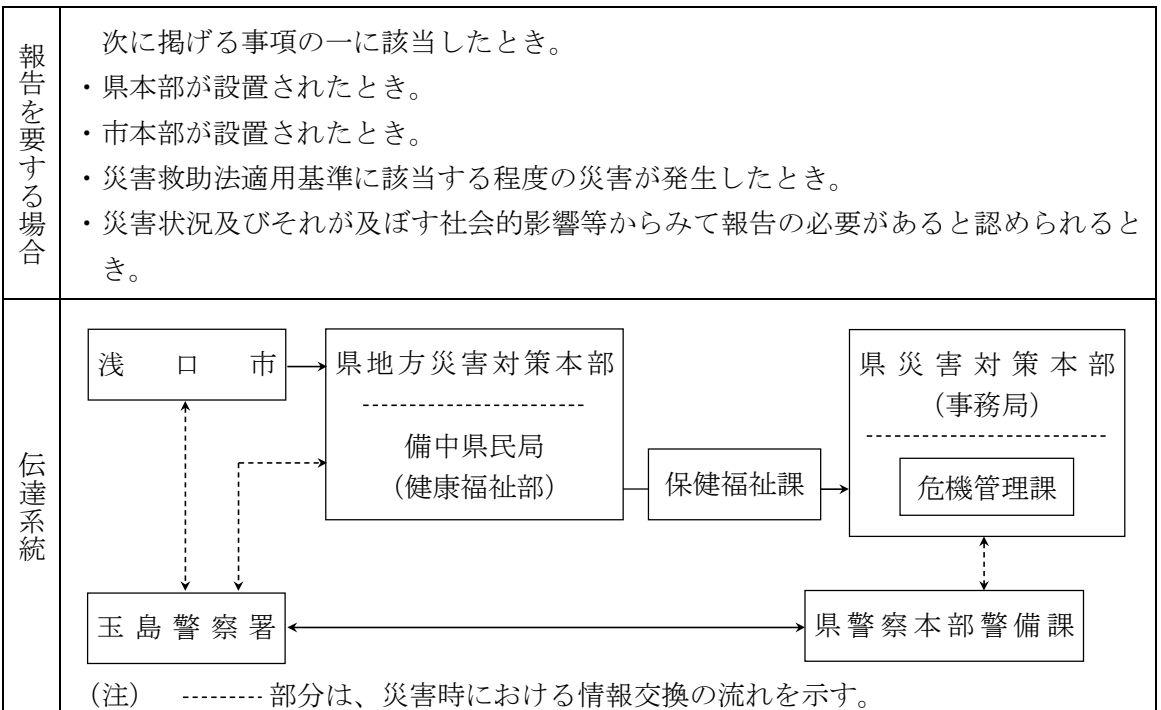 報告を要する場合
次に掲げる事項の一に該当したとき。
・県本部が設置されたとき。
・市本部が設置されたとき。
・災害救助法適用基準に該当する程度の災害が発生したとき。
・災害状況及びそれが及ぼす社会的影響等からみて報告の必要があると認められると
き。
伝達系統
浅口市
県地方災害対策本部
備中県民局
（健康福祉部）
保健福祉課
県災害対策本部
（事務局）
危機管理課
玉島警察署
県警察本部警備課
（注） --------- 部分は、災害時における情報交換の流れを示す。